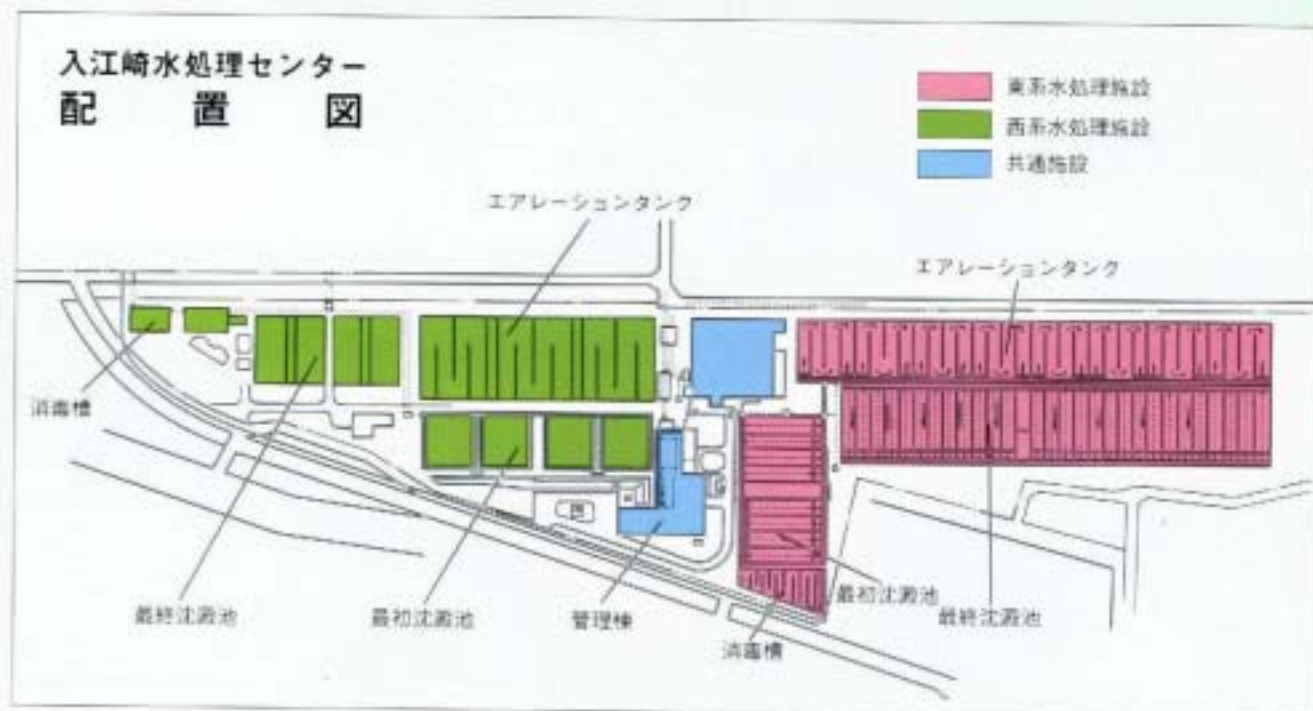 入江崎水処理センター
配置図
東系水処理施設
西系水処理施設
共通施設
エアレーションタンク
エアレーションタンク
消毒槽
最終沈澱池
最初沈澱池
管理棟
消毒槽
最初沈澱池
最終沈澱池